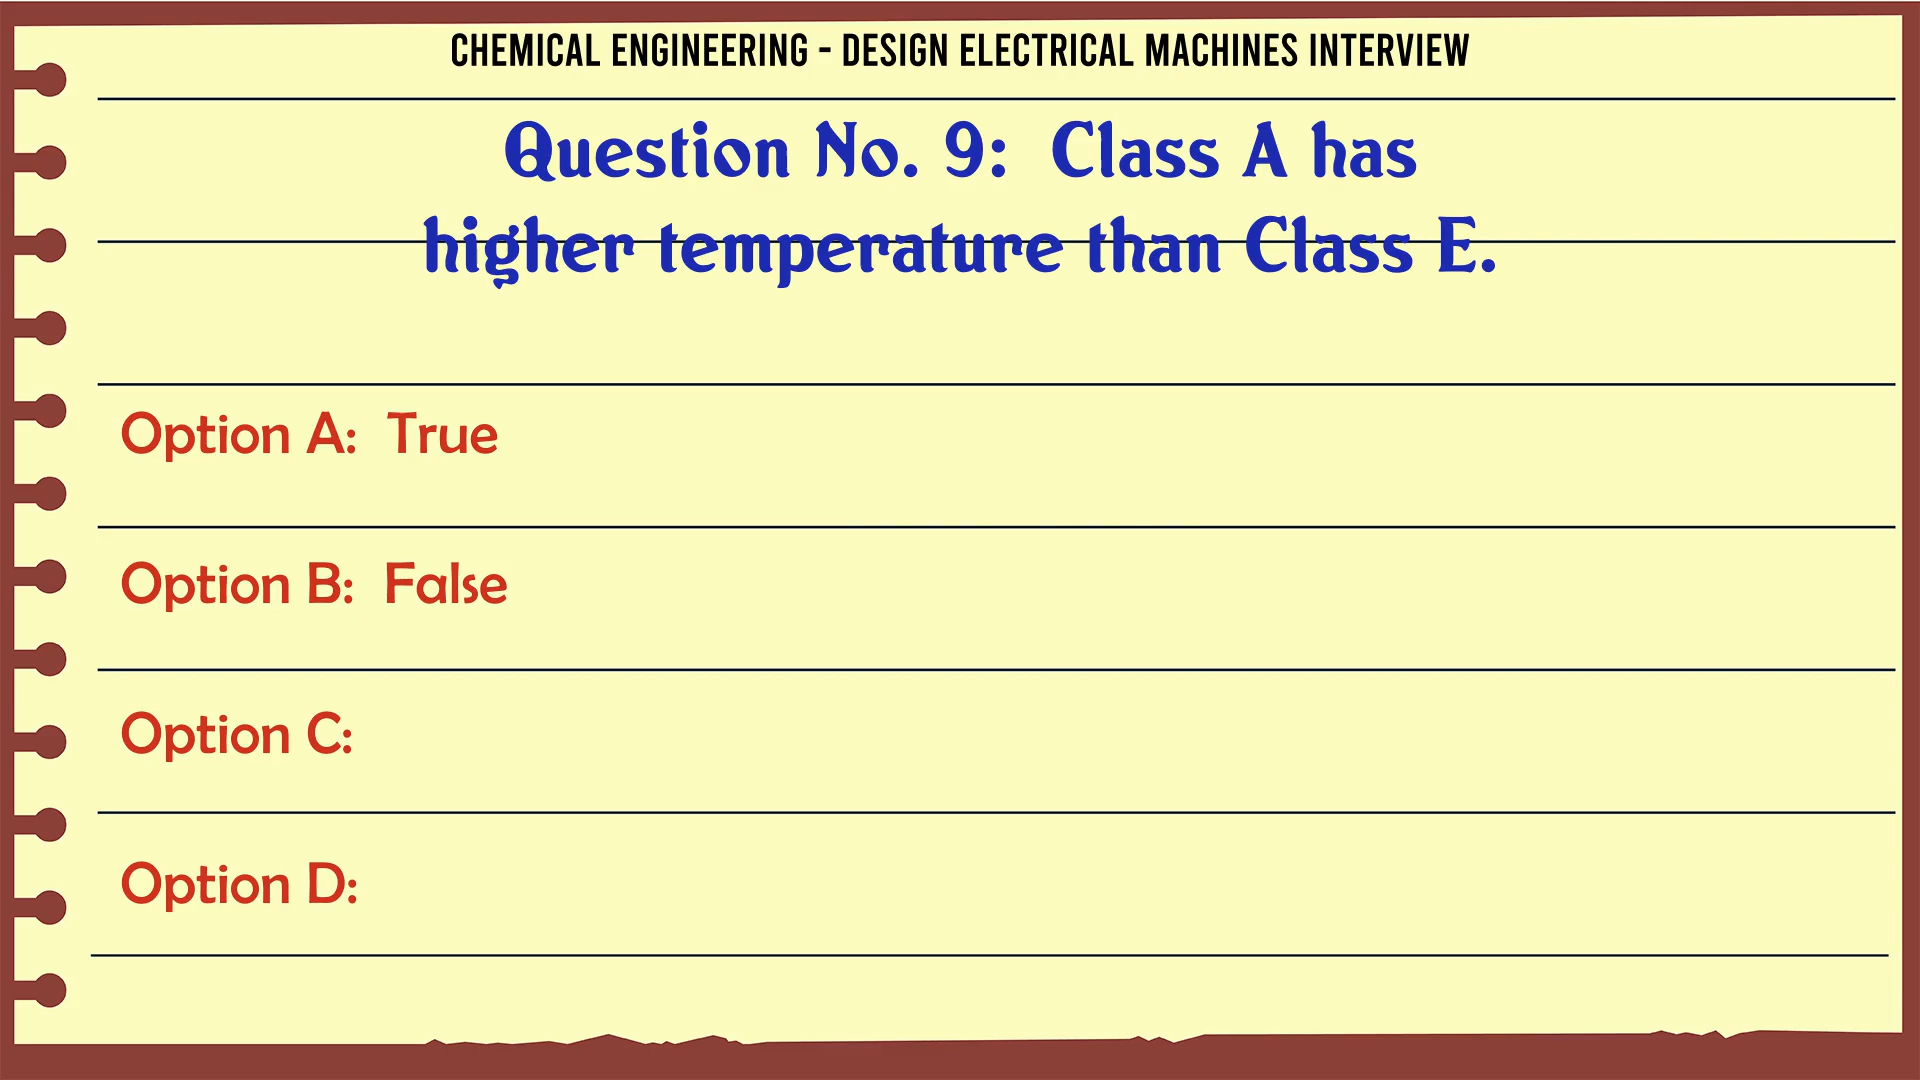 CHEMICAL ENGINEERING - DESIGN ELECTRICAL MACHINES INTERVIEW
Question No. 9: Class A has
higher temperature than Class E.
Option A: True
Option B: False
Option C:
Option D: